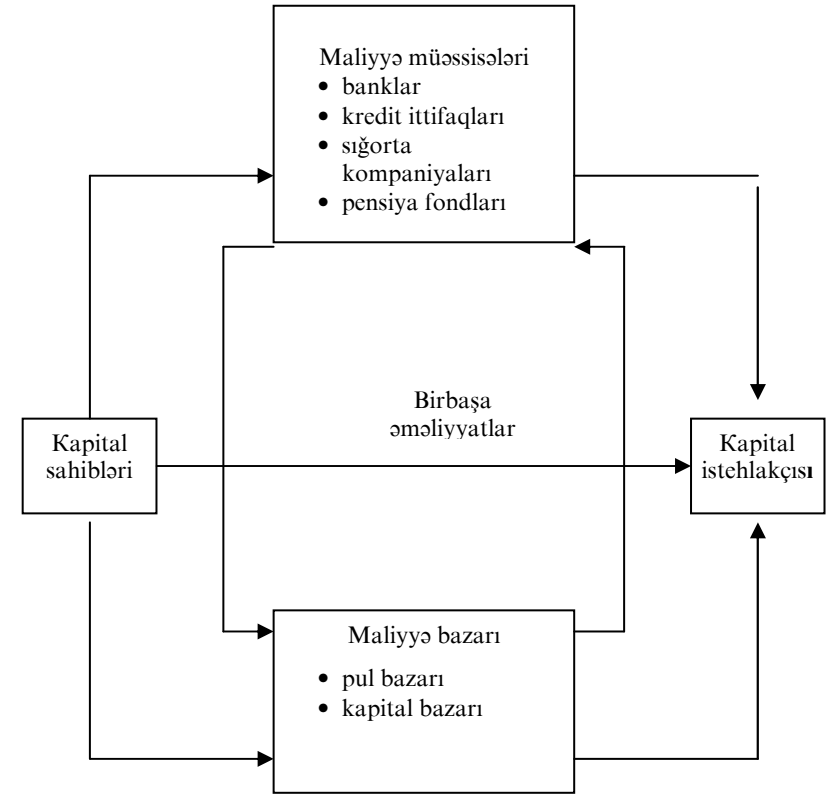 Maliyyə müəssisələri
• banklar
• kredit ittifaqları
• sığorta
kompaniyaları
• pensiya fondları
Birbaşa
əməliyyatlar
Kapital
sahibləri
Kapital
istehlakçısı
Maliyyə bazarı
• pul bazarı
• kapital bazarı